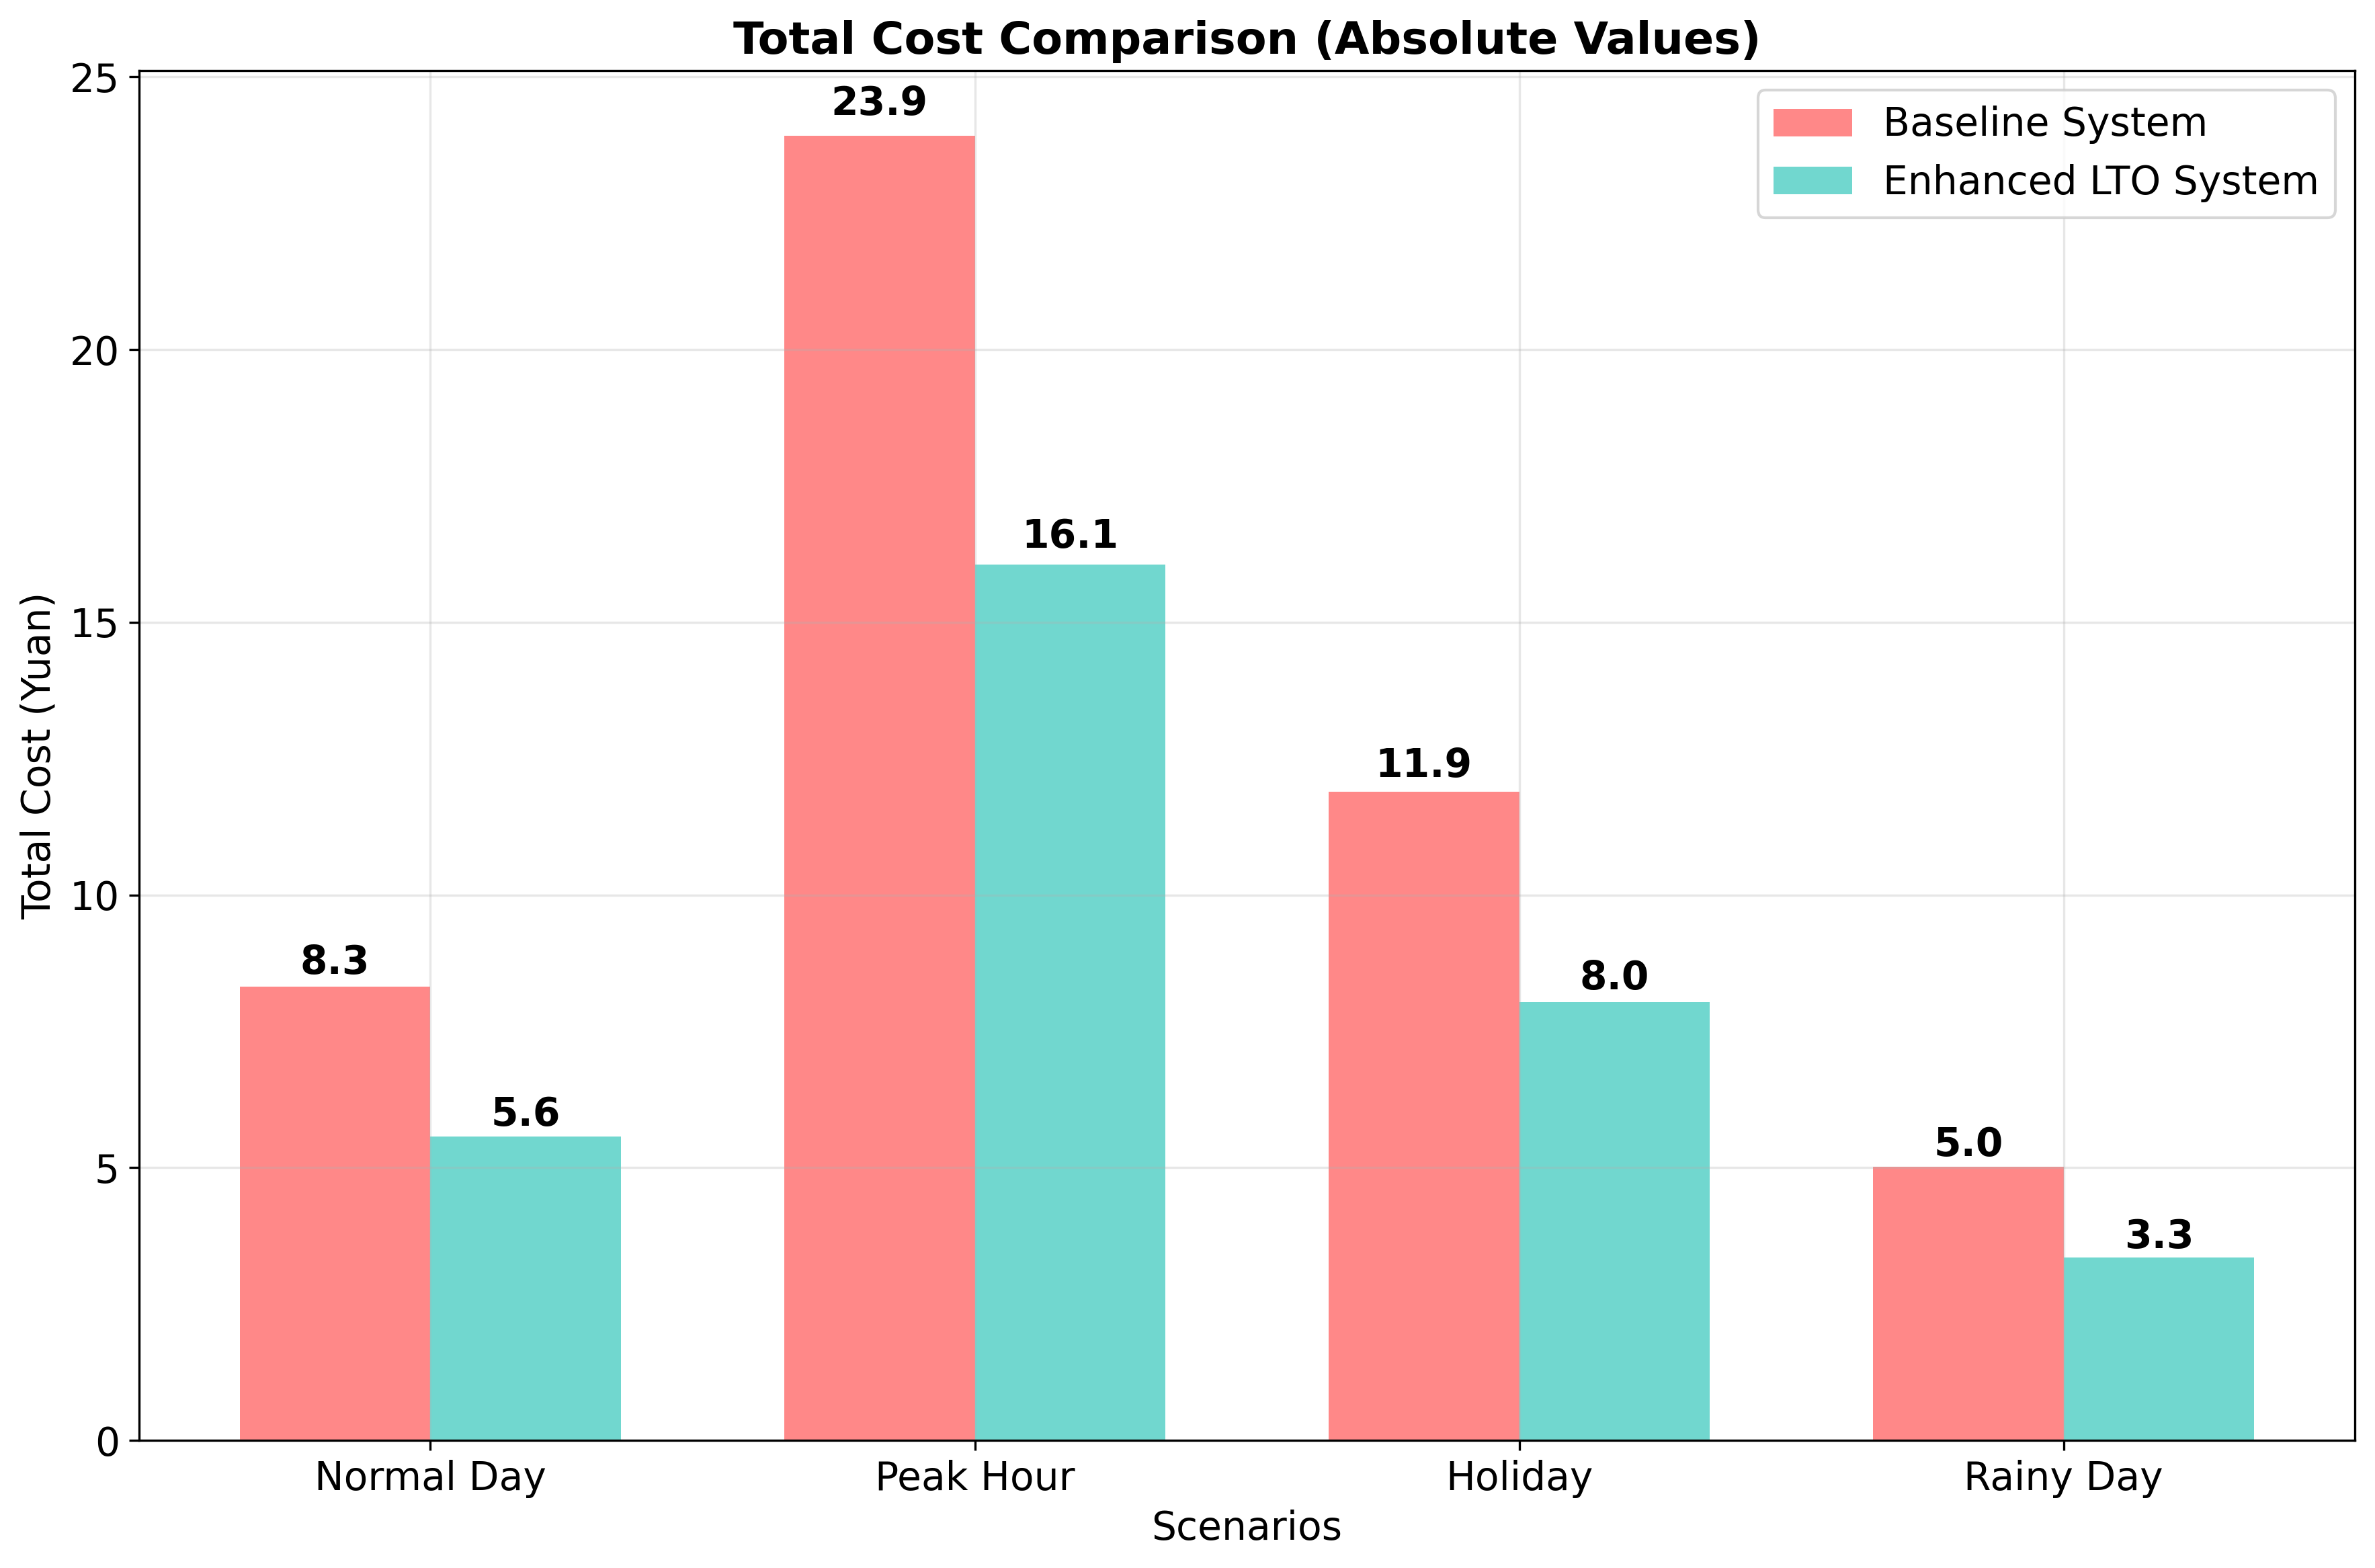 Total Cost Comparison (Absolute Values)
Baseline System
Enhanced LTO System
Total Cost (Yuan)
25
20
15
10
5
0
8.3
5.6
23.9
16.1
11.9
8.0
5.0
3.3
Normal Day
Peak Hour
Holiday
Rainy Day
Scenarios